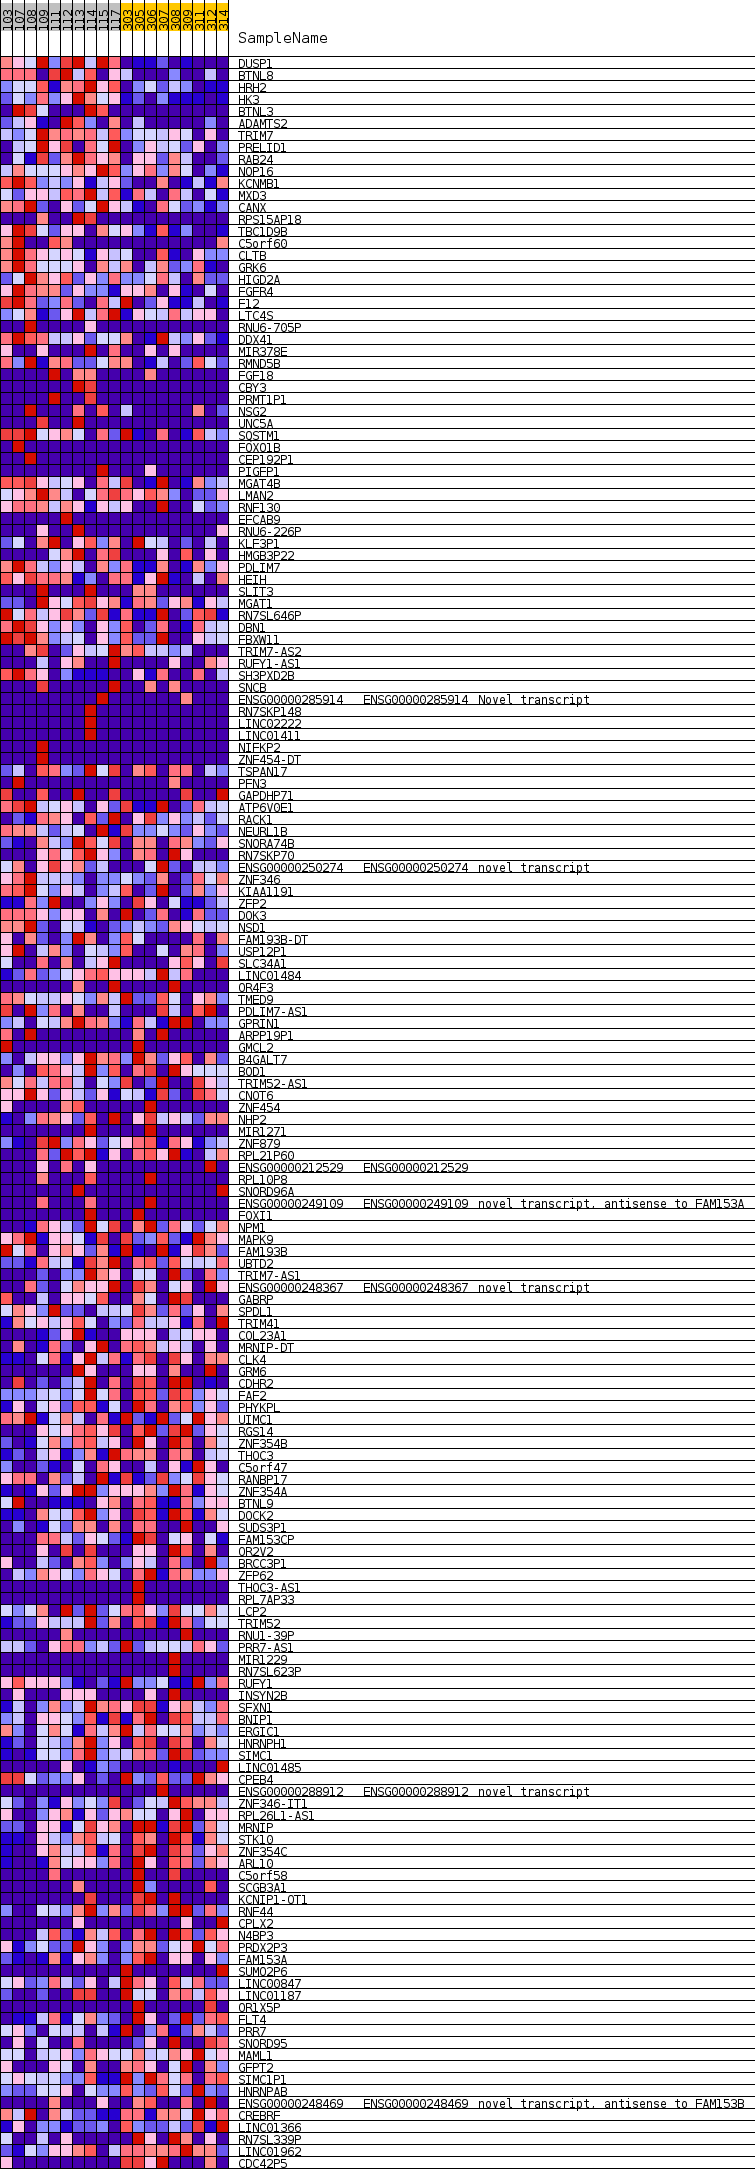 103 107 108 109 111 112 113 114 115 117 303 305 306 307 308 309 311 312 314
SampleName
DUSP1
BTNL8
HRH2
HK3
BTNL3
ADAMTS2
TRIM7
PRELID1
RAB24
NOP16
KCNMB1
MXD3
CANX
RPS15AP18
TBC1D9B
C5orf60
CLTB
GRK6
HIGD2A
FGFR4
F12
LTC4S
RNU6-705P
DDX41
MIR378E
RMND5B
FGF18
CBY3
PRMT1P1
NSG2
UNC5A
SQSTM1
FOXO1B
CEP192P1
PIGFP1
MGAT4B
LMAN2
RNF130
EFCAB9
RNU6-226P
KLF3P1
HMGB3P22
PDLIM7
HEIH
SLIT3
MGAT1
RN7SL646P
DBN1
FBXW11
TRIM7-AS2
RUFY1-AS1
SH3PXD2B
SNCB
ENSG00000285914 ENSG00000285914 Novel transcript
RN7SKP148
LINC02222
LINC01411
NIFKP2
ZNF454-DT
TSPAN17
PFN3
GAPDHP71
ATP6V0E1
RACK1
NEURL1B
SNORA74B
RN7SKP70
ENSG00000250274 ENSG00000250274 novel transcript
ZNF346
KIAA1191
ZFP2
DOK3
NSD1
FAM193B-DT
USP12P1
SLC34A1
LINC01484
OR4F3
TMED9
PDLIM7-AS1
GPRIN1
ARPP19P1
GMCL2
B4GALT7
BOD1
TRIM52-AS1
CNOT6
ZNF454
NHP2
MIR1271
ZNF879
RPL21P60
ENSG00000212529 ENSG00000212529
RPL10P8
SNORD96A
ENSG00000249109 ENSG00000249109 novel transcript, antisense to FAM153A
FOXI1
NPM1
MAPK9
FAM193B
UBTD2
TRIM7-AS1
ENSG00000248367 ENSG00000248367 novel transcript
GABRP
SPDL1
TRIM41
COL23A1
MRNIP-DT
CLK4
GRM6
CDHR2
FAF2
PHYKPL
UIMC1
RGS14
ZNF354B
THOC3
C5orf47
RANBP17
ZNF354A
BTNL9
DOCK2
SUDS3P1
FAM153CP
OR2V2
BRCC3P1
ZFP62
THOC3-AS1
RPL7AP33
LCP2
TRIM52
RNU1-39P
PRR7-AS1
MIR1229
RN7SL623P
RUFY1
INSYN2B
SFXN1
BNIP1
ERGIC1
HNRNPH1
SIMC1
LINC01485
CPEB4
ENSG00000288912 ENSG00000288912 novel transcript
ZNF346-IT1
RPL26L1-AS1
MRNIP
STK10
ZNF354C
ARL10
C5orf58
SCGB3A1
KCNIP1-OT1
RNF44
CPLX2
N4BP3
PRDX2P3
FAM153A
SUMO2P6
LINC00847
LINC01187
OR1X5P
FLT4
PRR7
SNORD95
MAML1
GFPT2
SIMC1P1
HNRNPAB
ENSG00000248469 ENSG00000248469 novel transcript, antisense to FAM153B
CREBRF
LINC01366
RN7SL339P
LINC01962
CDC42P5